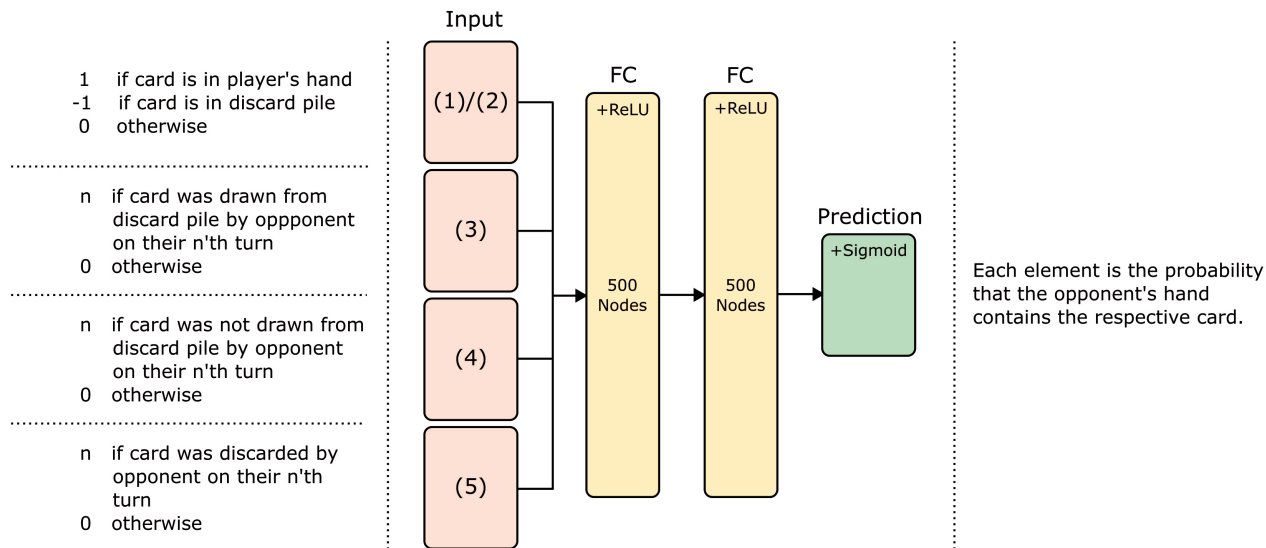 Input
1 if card is in player's hand
-1 if card is in discard pile
0 otherwise
n if card was drawn from
discard pile by oppponent
on their n'th turn
0 otherwise
n if card was not drawn from
discard pile by opponent
on their n'th turn
0 otherwise
n if card was discarded by
opponent on their n'th
turn
0 otherwise
(1)/(2)
(3)
(4)
(5)
FC
+ReLU
500
Nodes
FC
+ReLU
500
Nodes
Prediction
+Sigmoid
Each element is the probability
that the opponent's hand
contains the respective card.